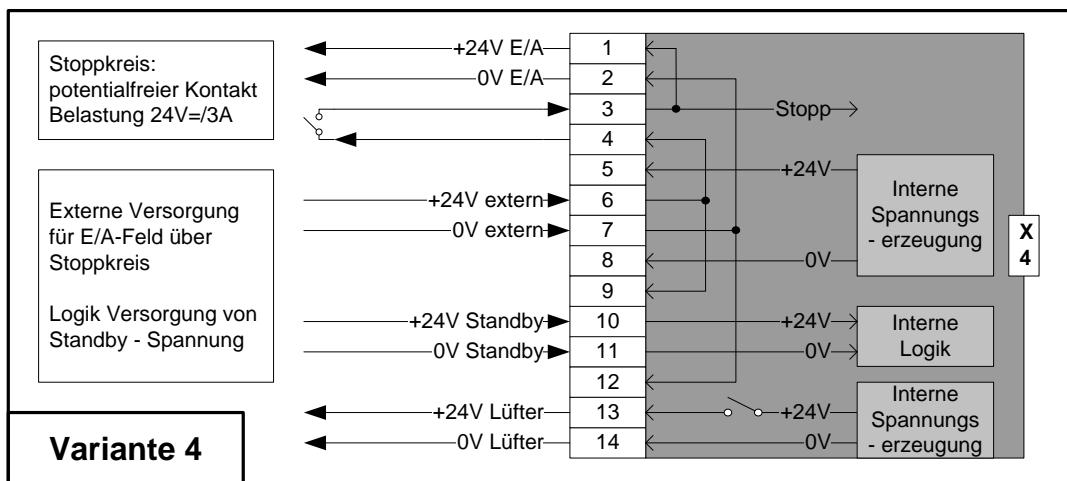 Stoppkreis:
potentialfreier Kontakt
Belastung 24V=/3A
Externe Versorgung
für E/A-Feld über
Stoppkreis
Logik Versorgung von
Standby - Spannung
Variante 4
+24V E/A
0V E/A
+24V extern
0V extern
+24V Standby
0V Standby
+24V Lüfter
0V Lüfter
1
2
3
4
5
6
7
8
9
10
11
12
13
14
Stopp
+24V
0V
Interne
Spannungs
- erzeugung
+24V
0V
Interne
Logik
+24V
0V
Interne
Spannungs
- erzeugung
X
4